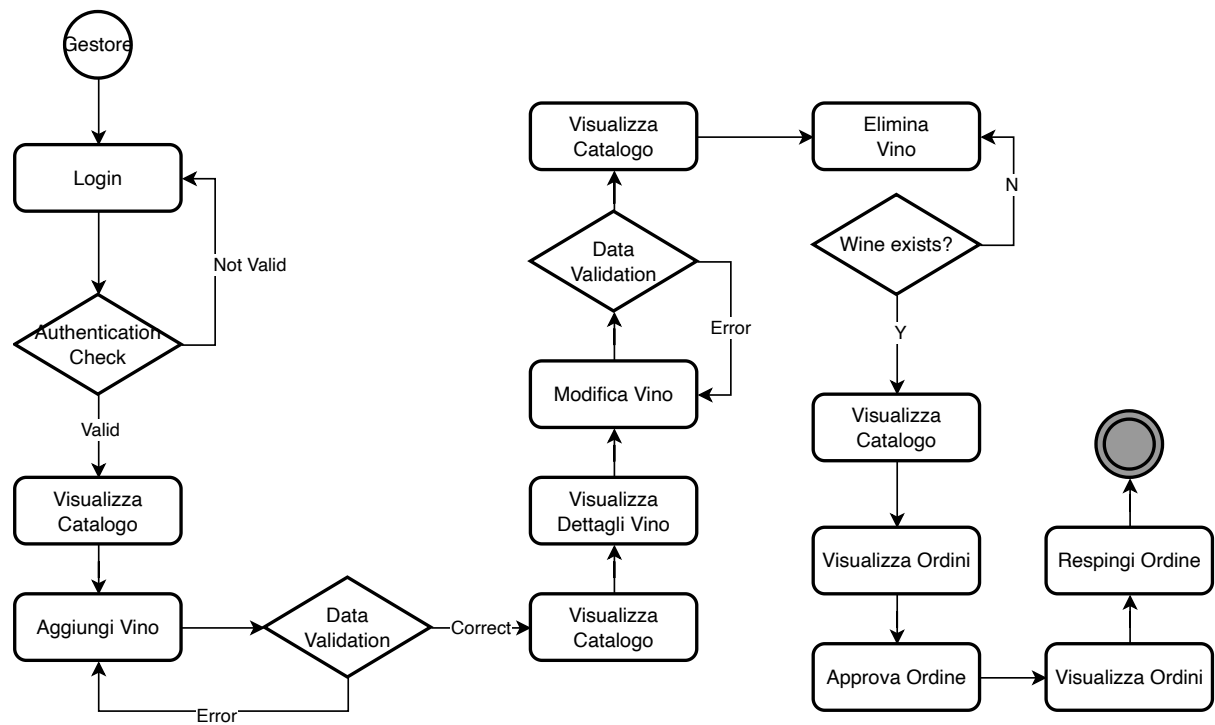 Gestore
Login
Not Valid
Authentication
Check
Valid
Visualizza
Catalogo
Aggiungi Vino
Data
Validation
Error
Correct
Visualizza
Catalogo
Visualizza
Dettagli Vino
Modifica Vino
Error
Data
Validation
Visualizza
Catalogo
Elimina
Vino
N
Wine exists?
Y
Visualizza
Catalogo
Visualizza Ordini
Approva Ordine
Visualizza Ordini
Respingi Ordine